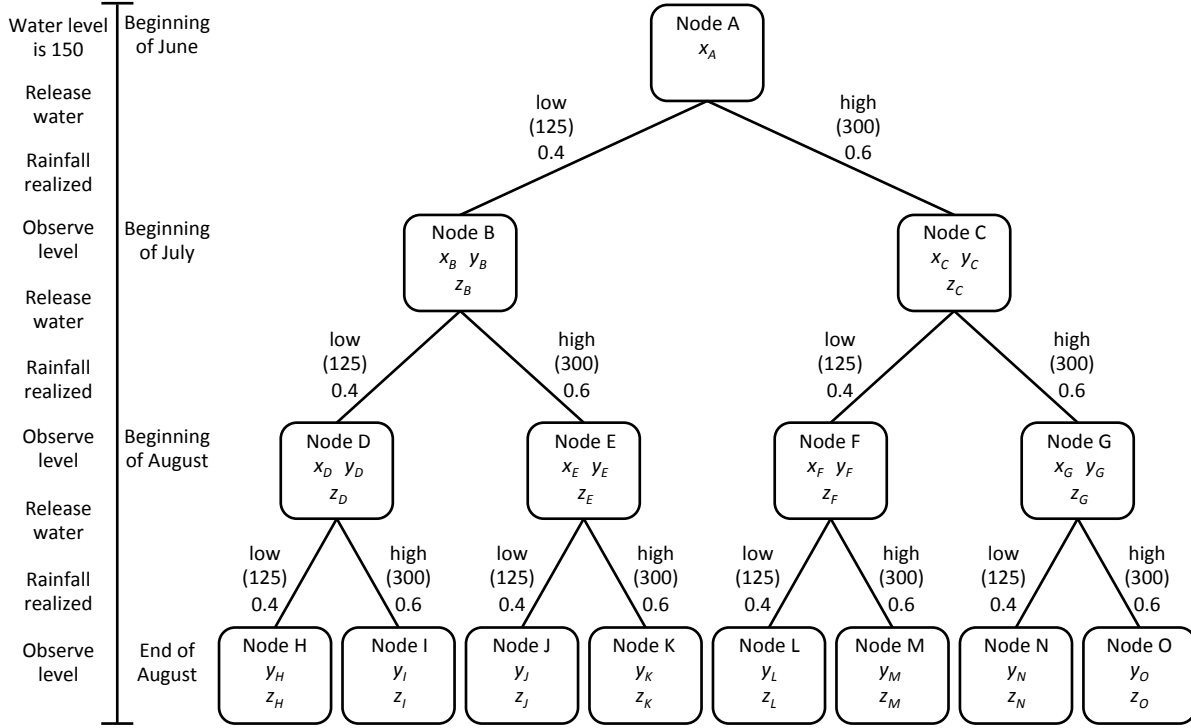 Water level
is 150
Beginning
of June
Node A
x_A
Release
water
low
(125)
0.4
high
(300)
0.6
Rainfall
realized
Observe
level
Beginning
of July
Node B
x_B y_B
z_B
Node C
x_C y_C
z_C
Release
water
low
(125)
0.4
high
(300)
0.6
low
(125)
0.4
high
(300)
0.6
Rainfall
realized
Observe
level
Beginning
of August
Node D
x_D y_D
z_D
Node E
x_E y_E
z_E
Node F
x_F y_F
z_F
Node G
x_G y_G
z_G
Release
water
low
(125)
0.4
high
(300)
0.6
low
(125)
0.4
high
(300)
0.6
low
(125)
0.4
high
(300)
0.6
low
(125)
0.4
high
(300)
0.6
Rainfall
realized
Observe
level
End of
August
Node H
y_H
z_H
Node I
y_I
z_I
Node J
y_J
z_J
Node K
y_K
z_K
Node L
y_L
z_L
Node M
y_M
z_M
Node N
y_N
z_N
Node O
y_O
z_O